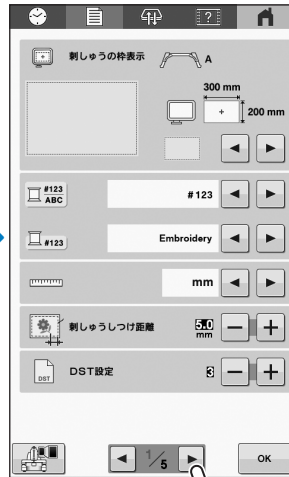 ?
刺しゅうの枠表示 A
300 mm
200 mm
#123
ABC
#123
#123
Embroidery
mm
刺しゅうしつけ距離 5.0
mm
DST DST設定 3
1/5
OK